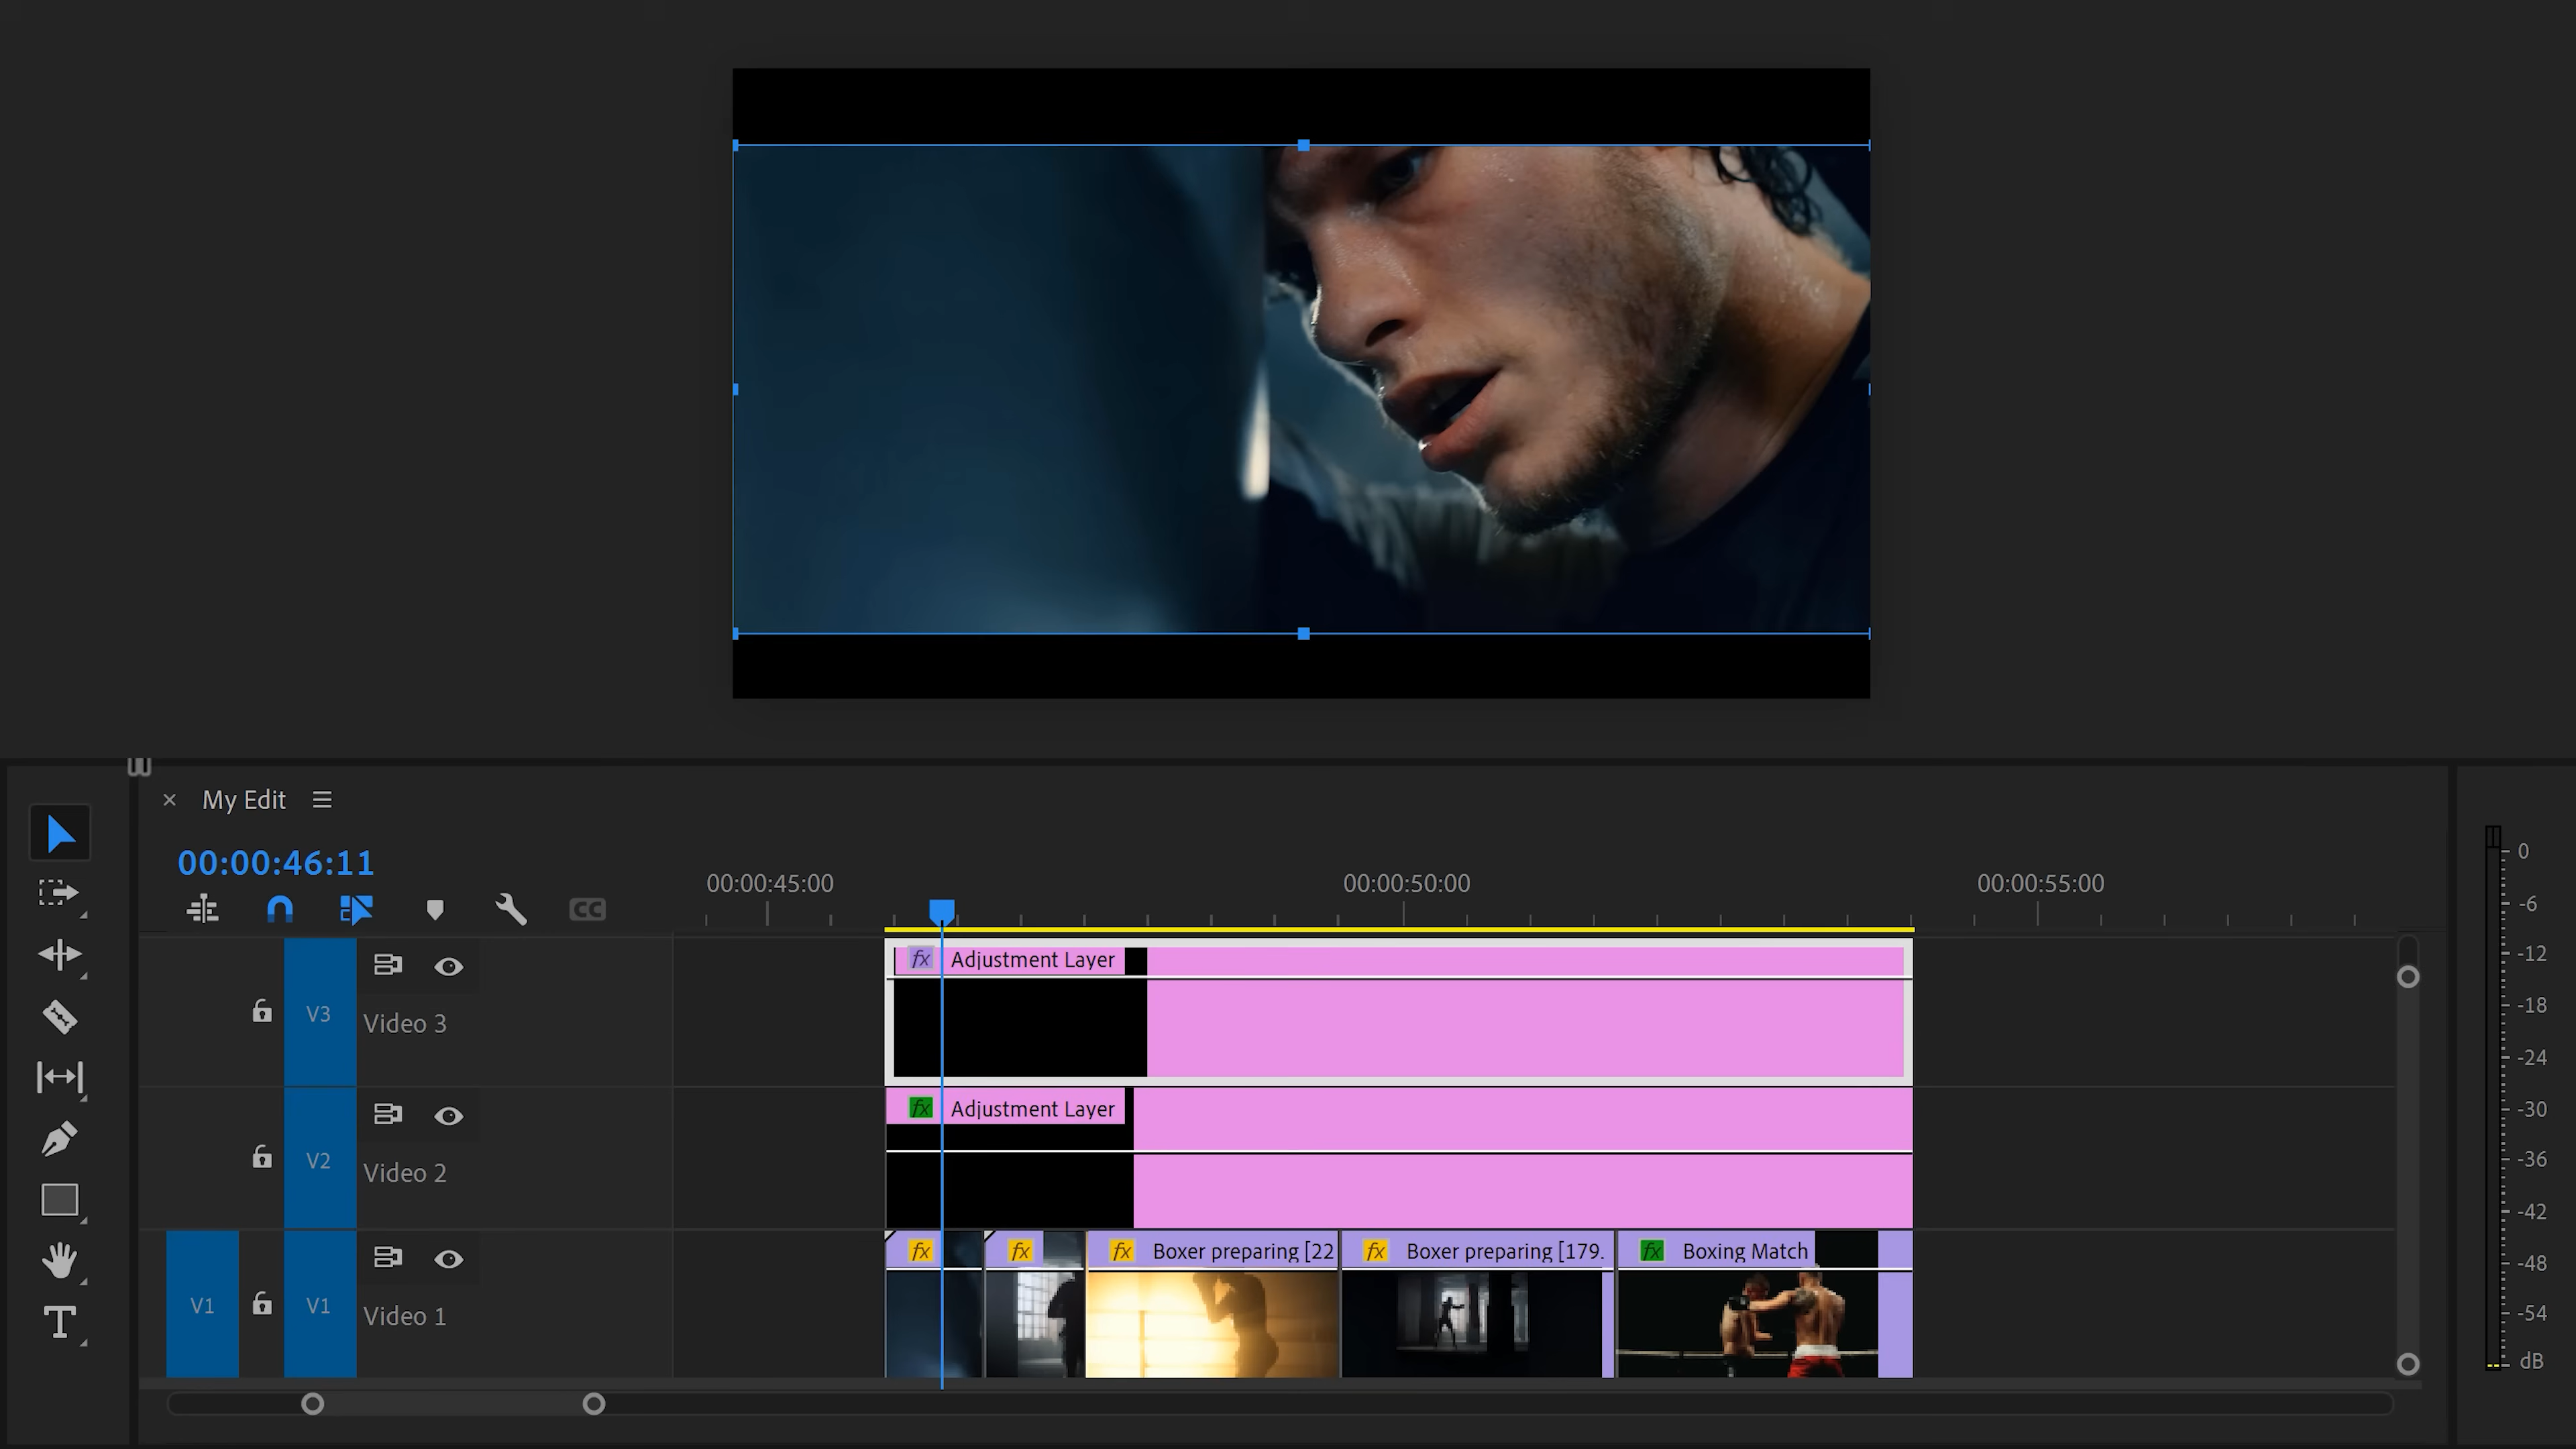 × My Edit
00:00:46:11
00:00:45:00 00:00:50:00 00:00:55:00
CC
fx Adjustment Layer
V3 Video 3
fx Adjustment Layer
V2 Video 2
fx fx fx Boxer preparing [22 fx Boxer preparing [179. fx Boxing Match
V1 V1 Video 1
T
0
-6
-12
-18
-24
-30
-36
-42
-48
-54
dB